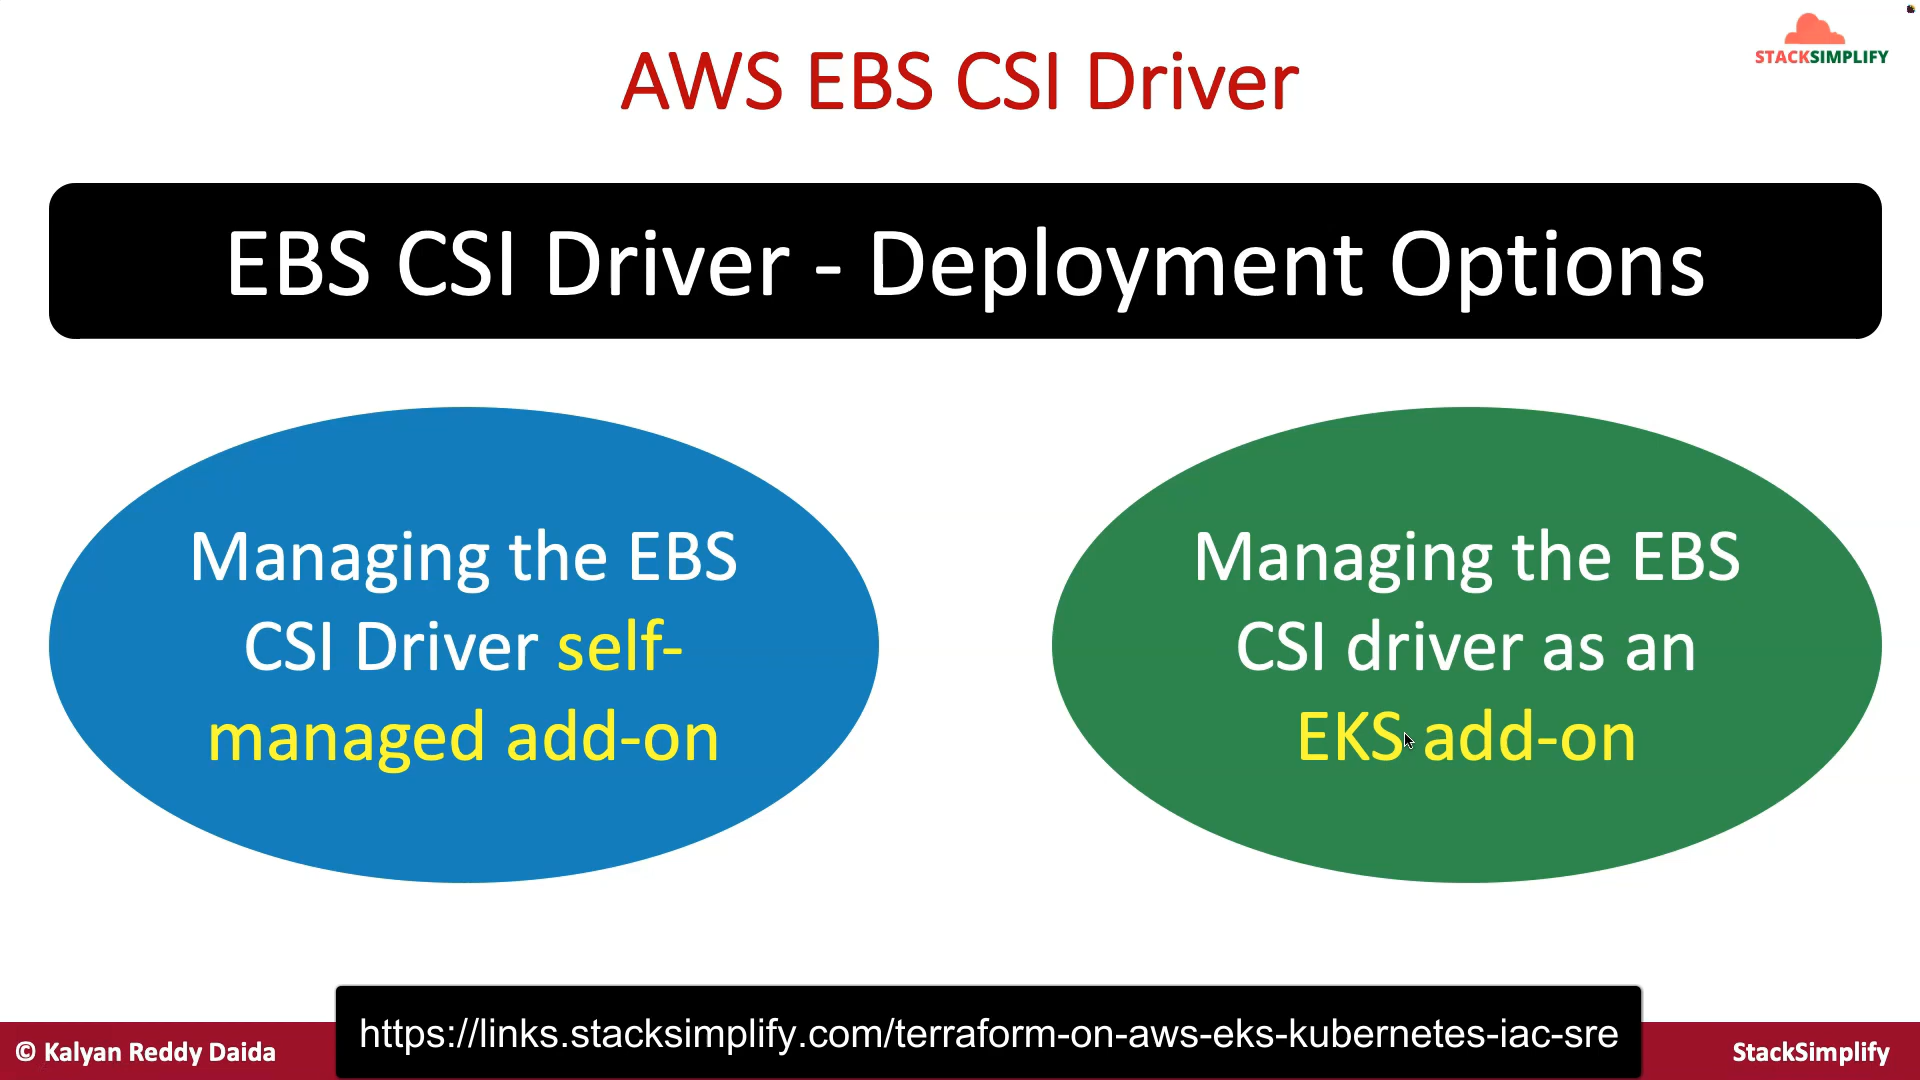 STACKSIMPLIFY
AWS EBS CSI Driver
EBS CSI Driver - Deployment Options
Managing the EBS
CSI Driver self-
managed add-on
Managing the EBS
CSI driver as an
EKS add-on
© Kalyan Reddy Daida
https://links.stacksimplify.com/terraform-on-aws-eks-kubernetes-iac-sre
StackSimplify